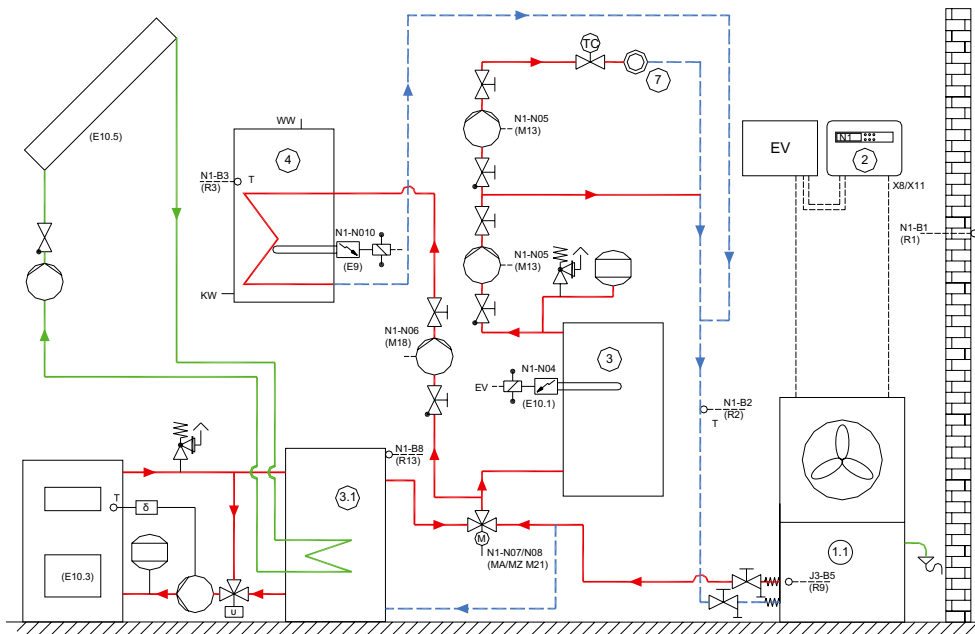 TC
7
(E10.5)
WW
N1-N05
(M13)
EV
N1
2
4
N1-B3
(R3)
T
X8/X11
N1-N010
(E9)
N1-B1
(R1)
N1-N05
(M13)
KW
N1-N06
(M18)
3
N1-N04
EV
(E10.1)
N1-B2
(R2)
T
N1-B8
(R13)
T
δ
3.1
M
N1-N07/N08
(MA/MZ M21)
1.1
J3-B5
(R9)
(E10.3)
U